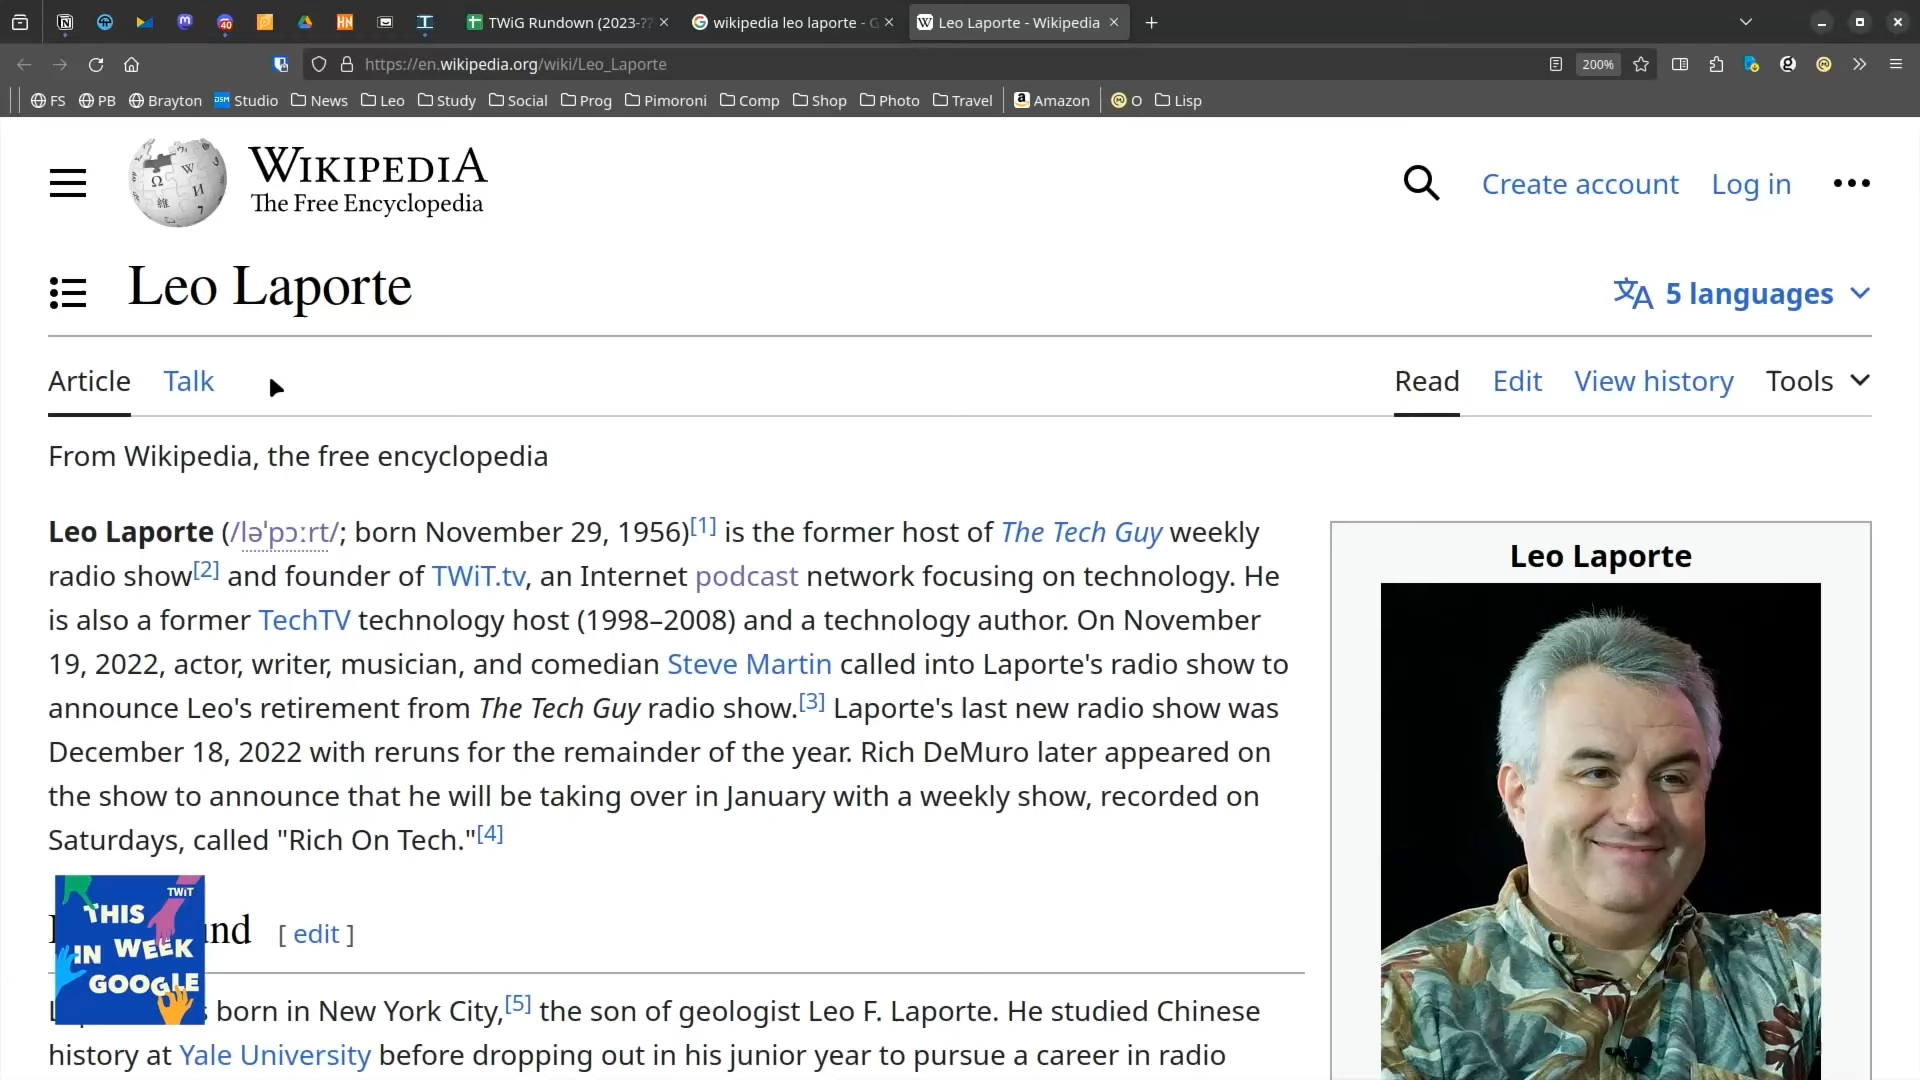 TWiG Rundown (2023-??
wikipedia leo laporte - G
Leo Laporte - Wikipedia
https://en.wikipedia.org/wiki/Leo_Laporte
200%
FS PB Brayton Studio News Leo Study Social Prog Pimoroni Comp Shop Photo Travel Amazon O Lisp
WIKIPEDIA
The Free Encyclopedia
Create account Log in
Leo Laporte
5 languages
Article Talk Read Edit View history Tools
From Wikipedia, the free encyclopedia
Leo Laporte (/ləˈpɔːrt/; born November 29, 1956)[1] is the former host of The Tech Guy weekly
radio show[2] and founder of TWiT.tv, an Internet podcast network focusing on technology. He
is also a former TechTV technology host (1998–2008) and a technology author. On November
19, 2022, actor, writer, musician, and comedian Steve Martin called into Laporte's radio show to
announce Leo's retirement from The Tech Guy radio show.[3] Laporte's last new radio show was
December 18, 2022 with reruns for the remainder of the year. Rich DeMuro later appeared on
the show to announce that he will be taking over in January with a weekly show, recorded on
Saturdays, called "Rich On Tech."[4]
Leo Laporte
[ edit ]
TWiT
THIS
IN WEEK
GOOGLE
born in New York City,[5] the son of geologist Leo F. Laporte. He studied Chinese
history at Yale University before dropping out in his junior year to pursue a career in radio